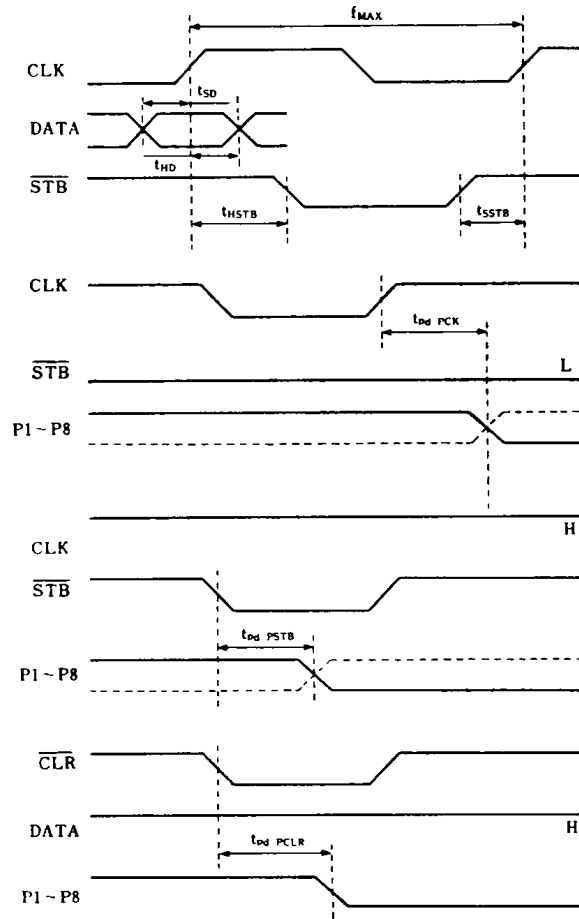 fMAX
CLK
tSD
DATA
tHD
STB
tHSTB
tSSTB
CLK
tpd PCK
STB
L
P1~P8
H
CLK
STB
tpd PSTB
P1~P8
CLR
DATA
H
tpd PCLR
P1~P8